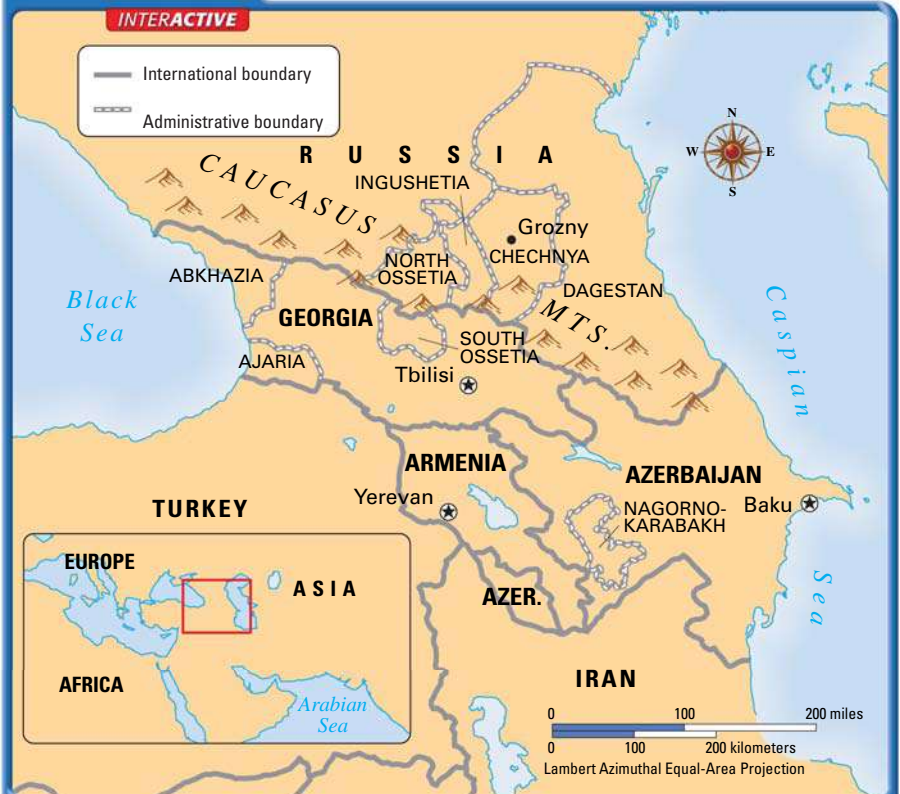 INTERACTIVE
International boundary
Administrative boundary
N
W E
S
RUSSIA
CAUCASUS
INGUSHETIA
Grozny
CHECHNYA
NORTH
OSSETIA
ABKHAZIA
DAGESTAN
MTS.
Black
Sea
GEORGIA
SOUTH
OSSETIA
AJARIA
Tbilisi
Caspian
Sea
ARMENIA
AZERBAIJAN
Yerevan
NAGORNO-
KARABAKH
Baku
TURKEY
AZER.
IRAN
EUROPE
ASIA
AFRICA
Arabian
Sea
0 100 200 miles
0 100 200 kilometers
Lambert Azimuthal Equal-Area Projection